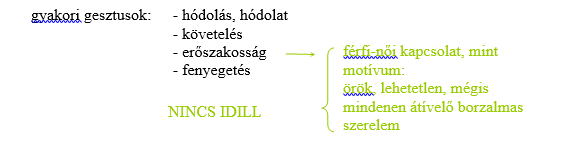 gyakori gesztusok: - hódolás, hódolat
- követelés
- erőszakosság
- fenyegetés
NINCS IDILL
férfi-női kapcsolat, mint
motívum:
örök, lehetetlen, mégis
mindenen átívelő borzalmas
szerelem